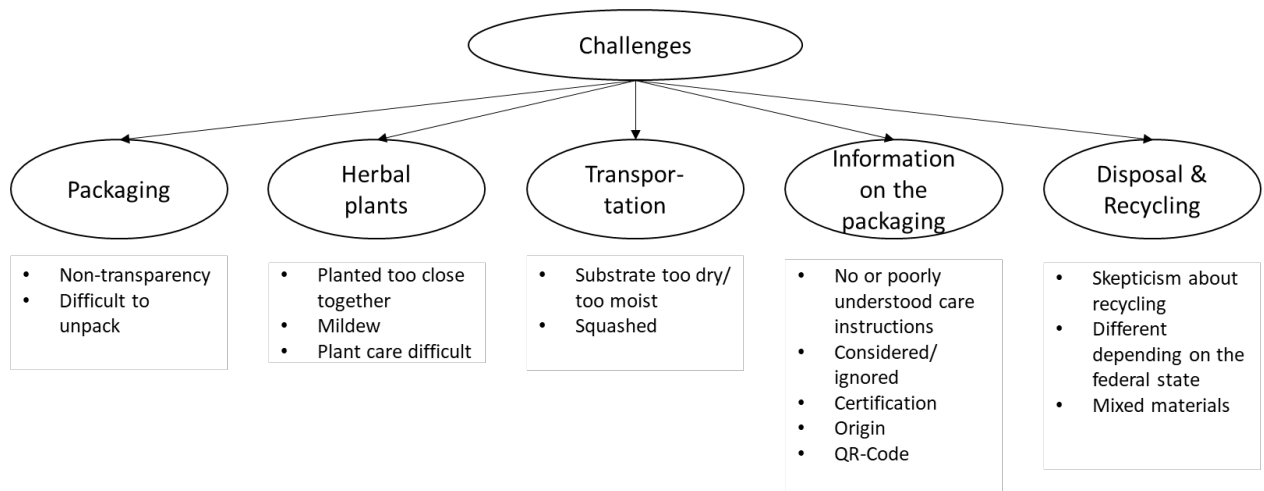 Challenges
Packaging
Herbal
plants
Transpor-
tation
Information
on the
packaging
Disposal &
Recycling
• Non-transparency
• Difficult to
unpack
• Planted too close
together
• Mildew
• Plant care difficult
• Substrate too dry/
too moist
• Squashed
• No or poorly
understood care
instructions
• Considered/
ignored
• Certification
• Origin
• QR-Code
• Skepticism about
recycling
• Different
depending on the
federal state
• Mixed materials